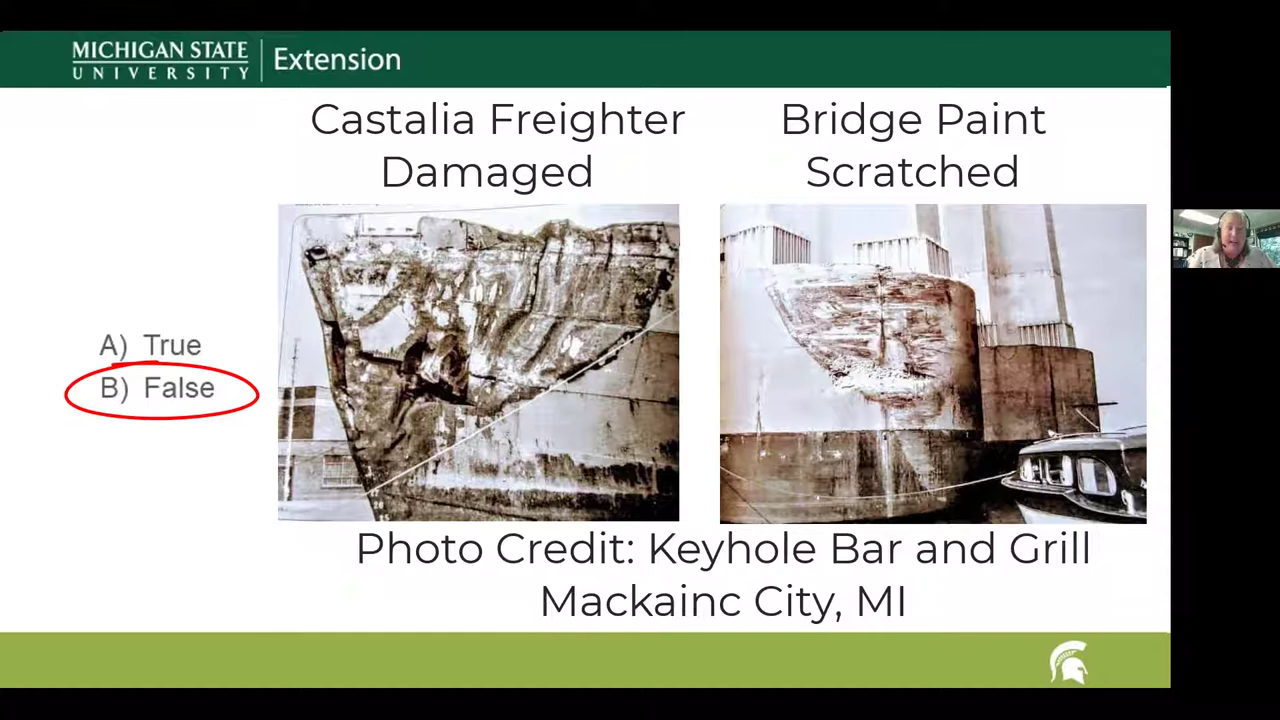 MICHIGAN STATE
UNIVERSITY
Extension
Castalia Freighter
Damaged
Bridge Paint
Scratched
A) True
B) False
Photo Credit: Keyhole Bar and Grill
Mackainc City, MI